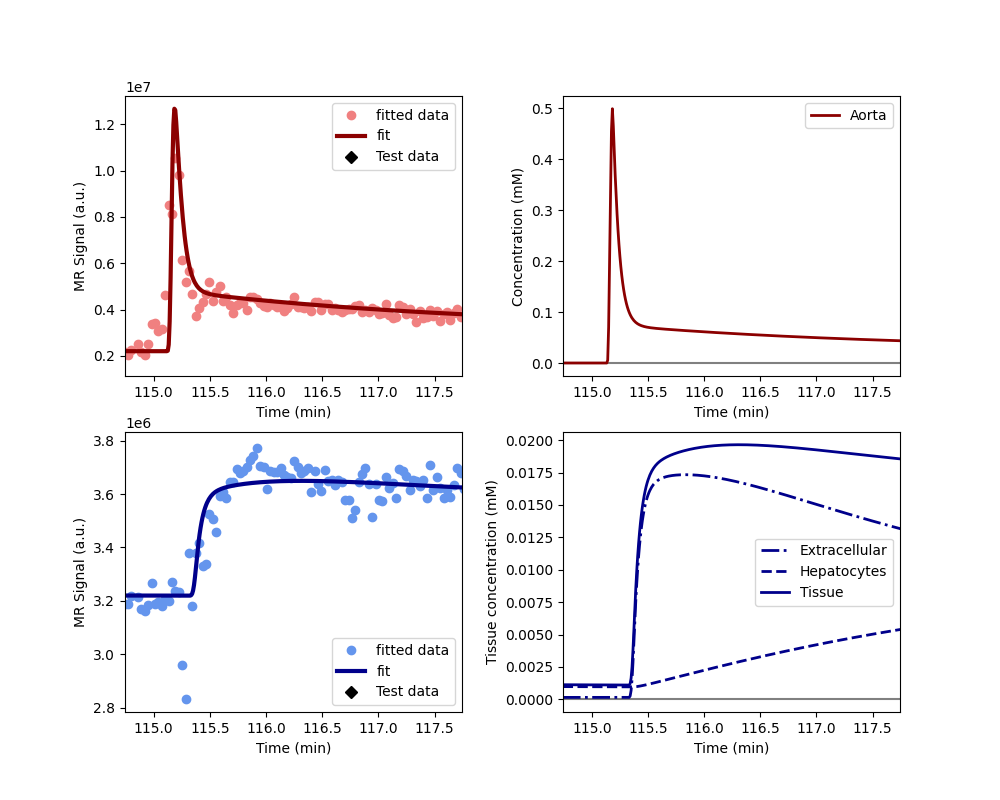 1e7
MR Signal (a.u.)
1.2
1.0
0.8
0.6
0.4
0.2
fitted data
fit
Test data
115.0 115.5 116.0 116.5 117.0 117.5
Time (min)
Concentration (mM)
0.5
0.4
0.3
0.2
0.1
0.0
Aorta
115.0 115.5 116.0 116.5 117.0 117.5
Time (min)
1e6
MR Signal (a.u.)
3.8
3.6
3.4
3.2
3.0
2.8
fitted data
fit
Test data
115.0 115.5 116.0 116.5 117.0 117.5
Time (min)
Tissue concentration (mM)
0.0200
0.0175
0.0150
0.0125
0.0100
0.0075
0.0050
0.0025
0.0000
Extracellular
Hepatocytes
Tissue
115.0 115.5 116.0 116.5 117.0 117.5
Time (min)